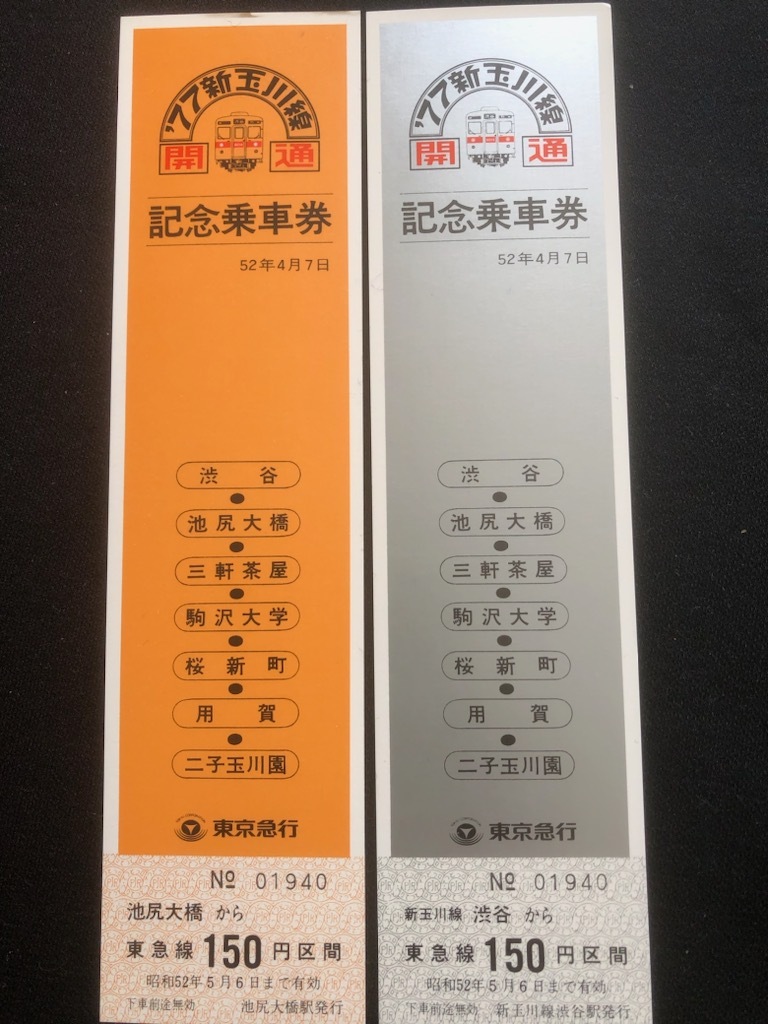 '77新玉川線
開通
記念乗車券
52年4月7日
渋谷
池尻大橋
三軒茶屋
駒沢大学
桜新町
用賀
二子玉川園
東京急行
№ 01940
池尻大橋 から
東急線 150 円区間
昭和52年5月6日まで有効
下車前途無効 池尻大橋駅発行
'77新玉川線
開通
記念乗車券
52年4月7日
渋谷
池尻大橋
三軒茶屋
駒沢大学
桜新町
用賀
二子玉川園
東京急行
№ 01940
新玉川線 渋谷 から
東急線 150 円区間
昭和52年5月6日まで有効
下車前途無効 新玉川線渋谷駅発行